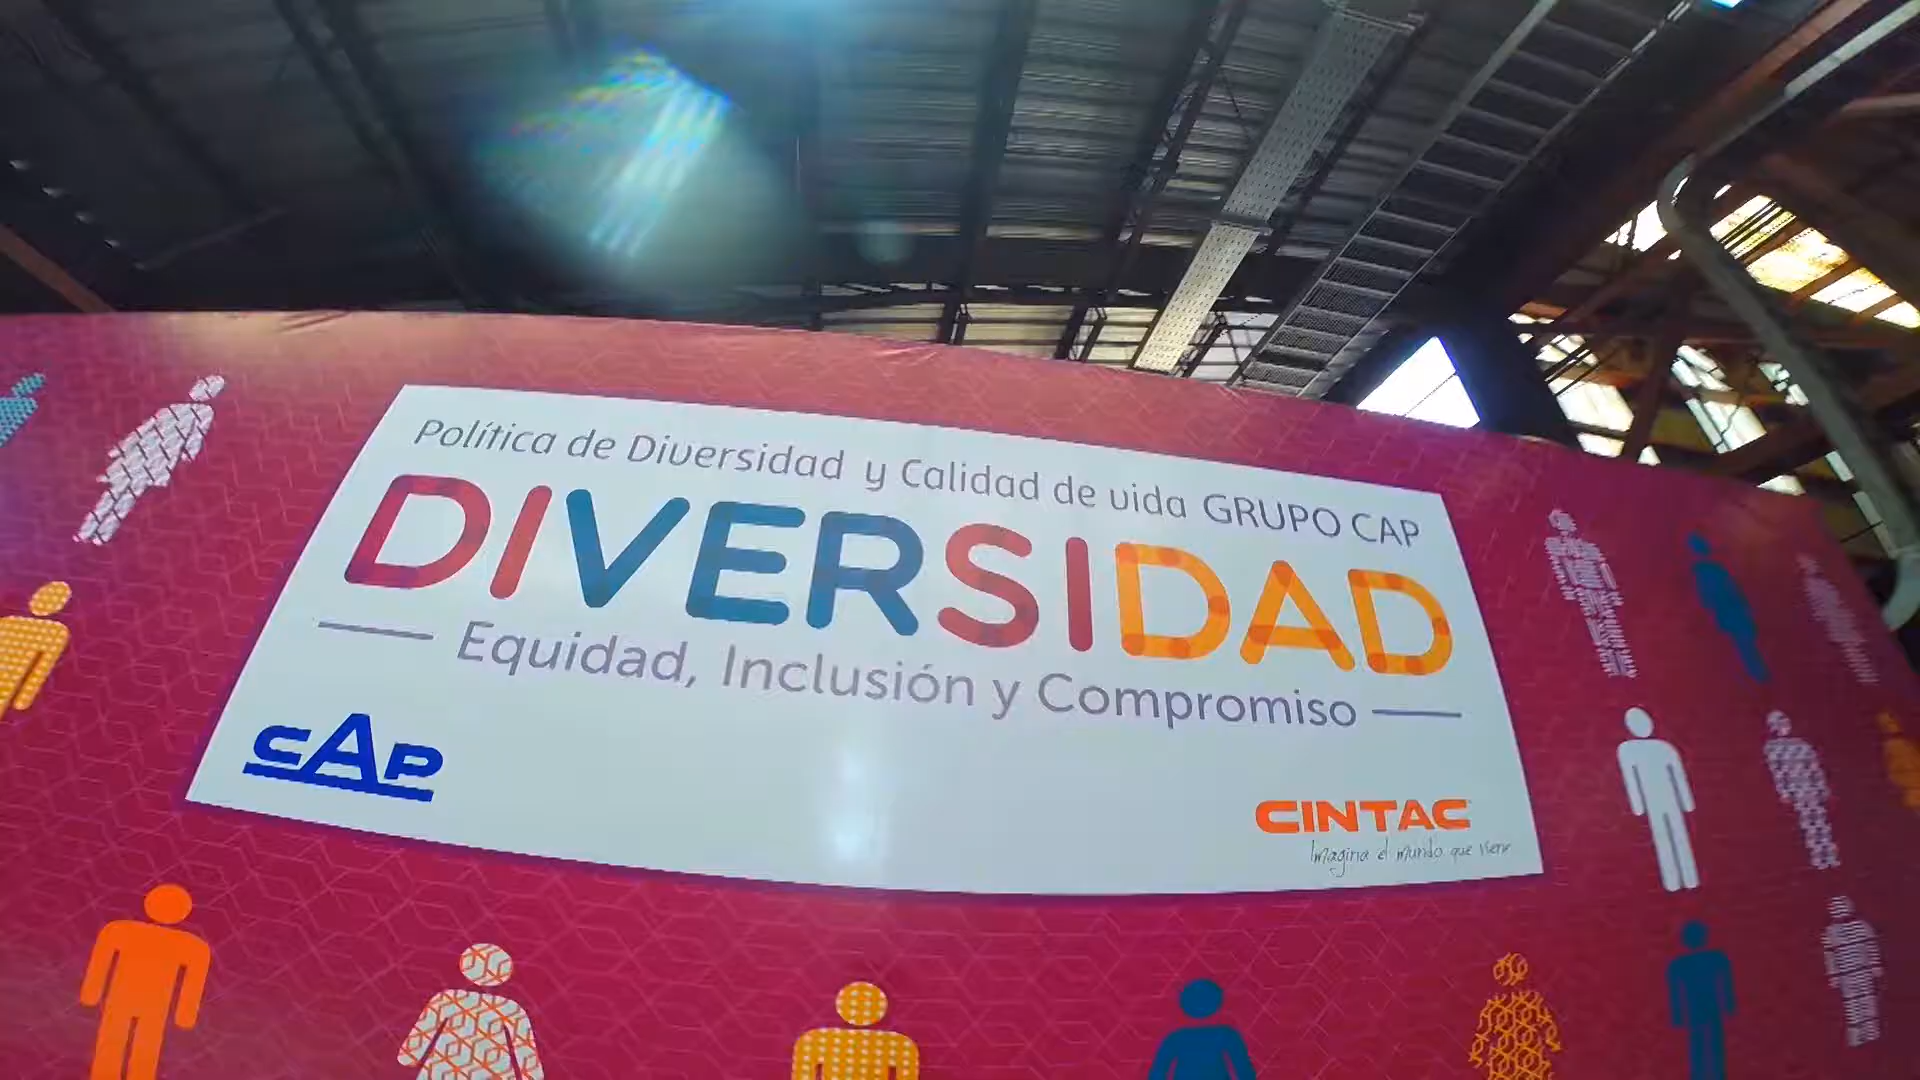 Política de Diversidad y Calidad de vida GRUPO CAP
DIVERSIDAD
Equidad, Inclusión y Compromiso
CAP
CINTAC
Imagina el mundo que viene